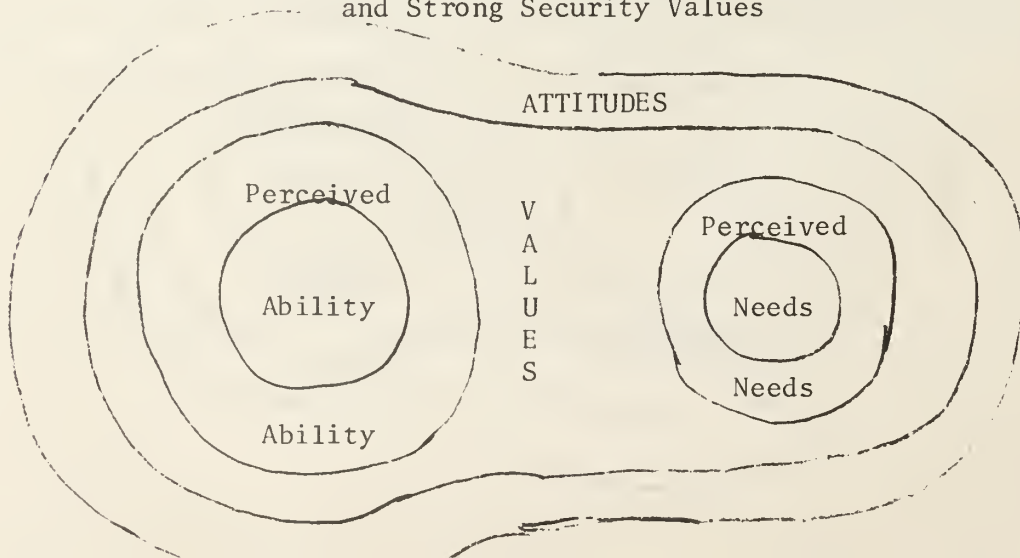 and Strong Security Values
ATTITUDES
Perceived
Ability
Ability
V
A
L
U
E
S
Perceived
Needs
Needs